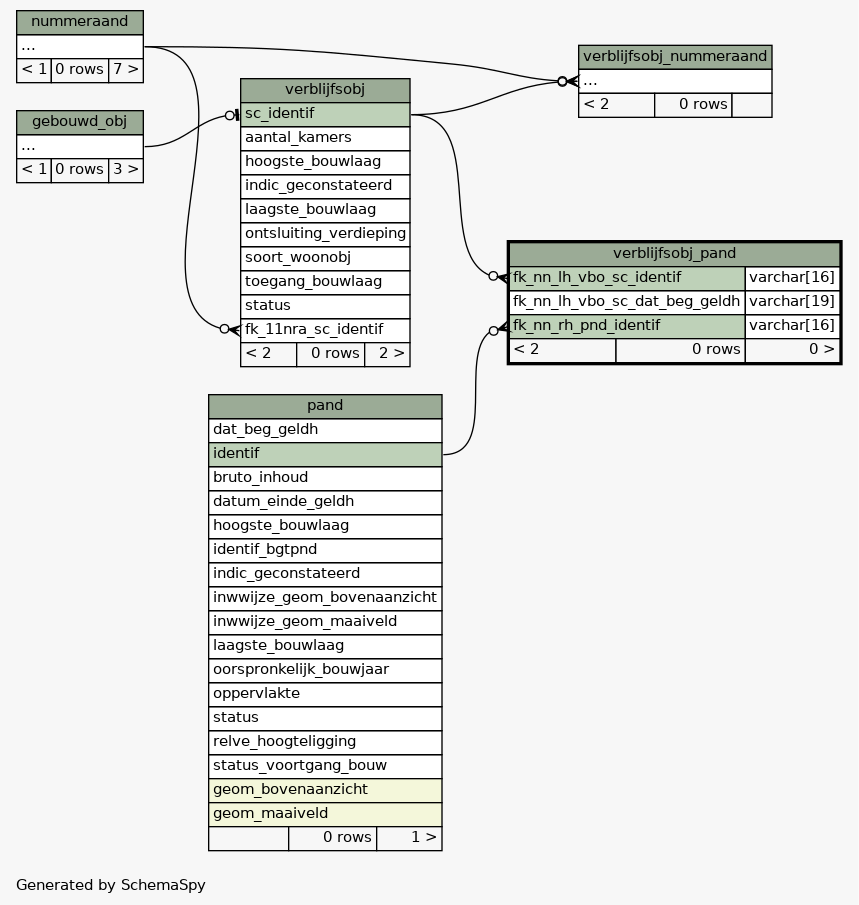 nummeraand
...
< 1 0 rows 7 >
gebouwd_obj
...
< 1 0 rows 3 >
verblijfsobj
sc_identif
aantal_kamers
hoogste_bouwlaag
indic_geconstateerd
laagste_bouwlaag
ontsluiting_verdieping
soort_woonobj
toegang_bouwlaag
status
fk_11nra_sc_identif
< 2 0 rows 2 >
verblijfsobj_nummeraand
...
< 2 0 rows
verblijfsobj_pand
fk_nn_lh_vbo_sc_identif varchar[16]
fk_nn_lh_vbo_sc_dat_beg_geldh varchar[19]
fk_nn_rh_pnd_identif varchar[16]
< 2 0 rows 0 >
pand
dat_beg_geldh
identif
bruto_inhoud
datum_einde_geldh
hoogste_bouwlaag
identif_bgtpnd
indic_geconstateerd
inwwijze_geom_bovenaanzicht
inwwijze_geom_maaiveld
laagste_bouwlaag
oorspronkelijk_bouwjaar
oppervlakte
status
relve_hoogteligging
status_voortgang_bouw
geom_bovenaanzicht
geom_maaiveld
0 rows 1 >
Generated by SchemaSpy